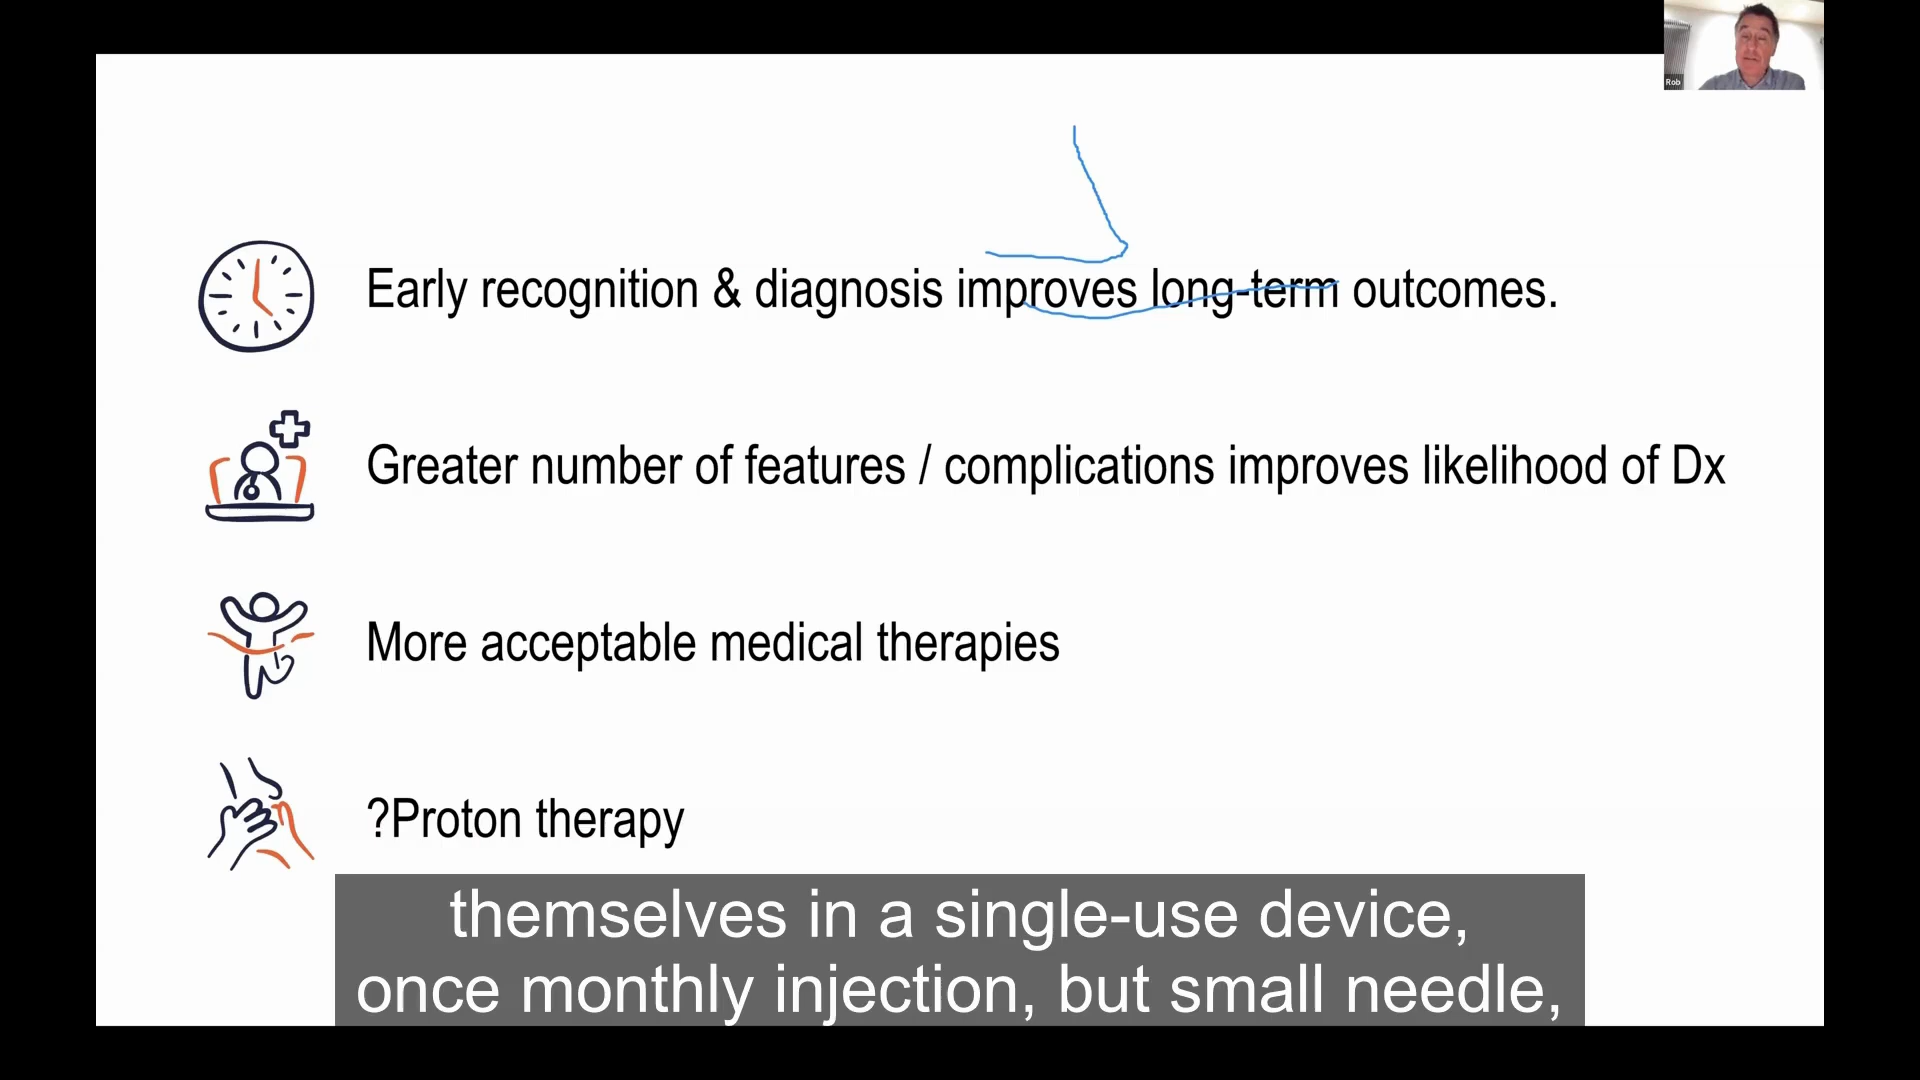 Rob
Early recognition & diagnosis improves long-term outcomes.
Greater number of features / complications improves likelihood of Dx
More acceptable medical therapies
?Proton therapy
themselves in a single-use device,
once monthly injection, but small needle,